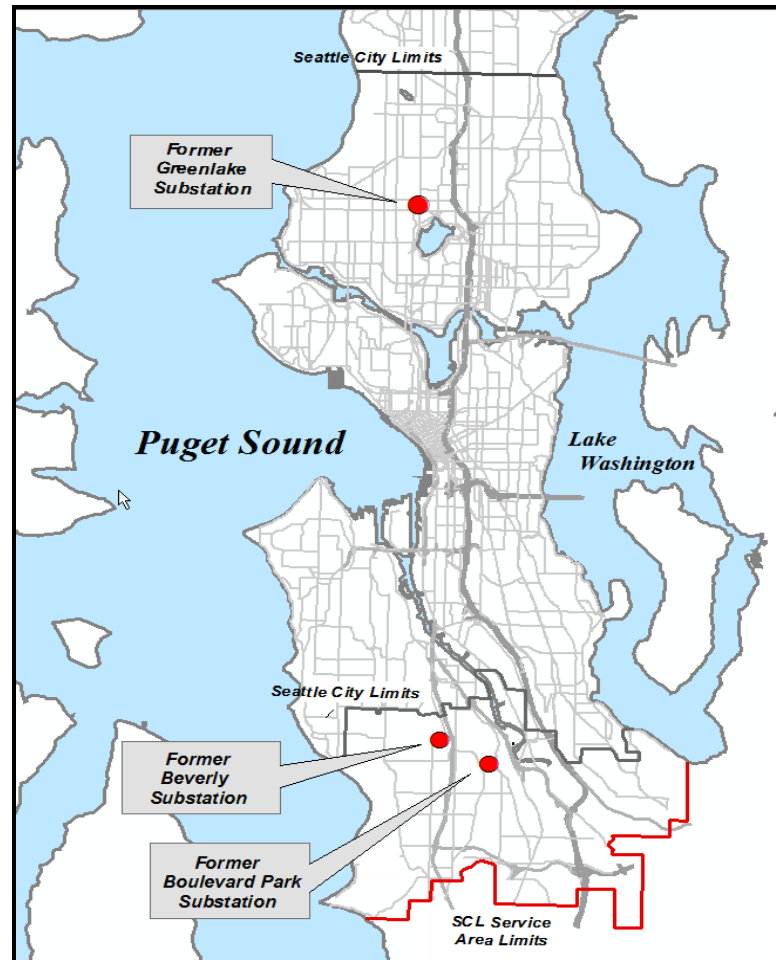 Seattle City Limits
Former
Greenlake
Substation
Puget Sound
Lake
Washington
Seattle City Limits
Former
Beverly
Substation
Former
Boulevard Park
Substation
SCL Service
Area Limits